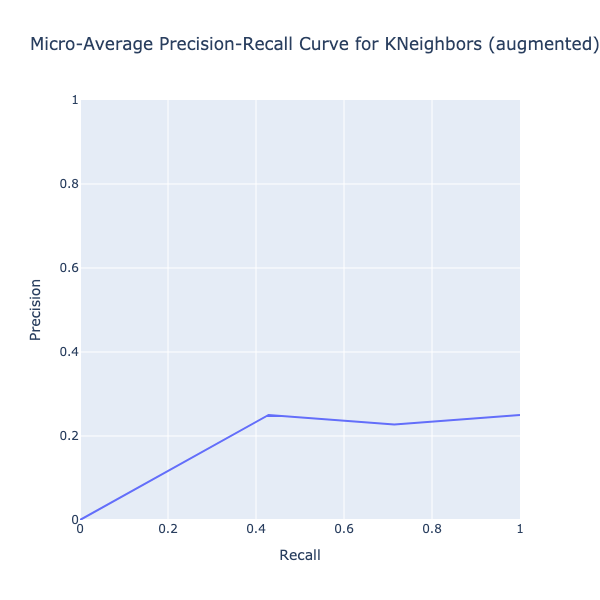 Micro-Average Precision-Recall Curve for KNeighbors (augmented)
1
0.8
0.6
0.4
0.2
0
Precision
0 0.2 0.4 0.6 0.8 1
Recall